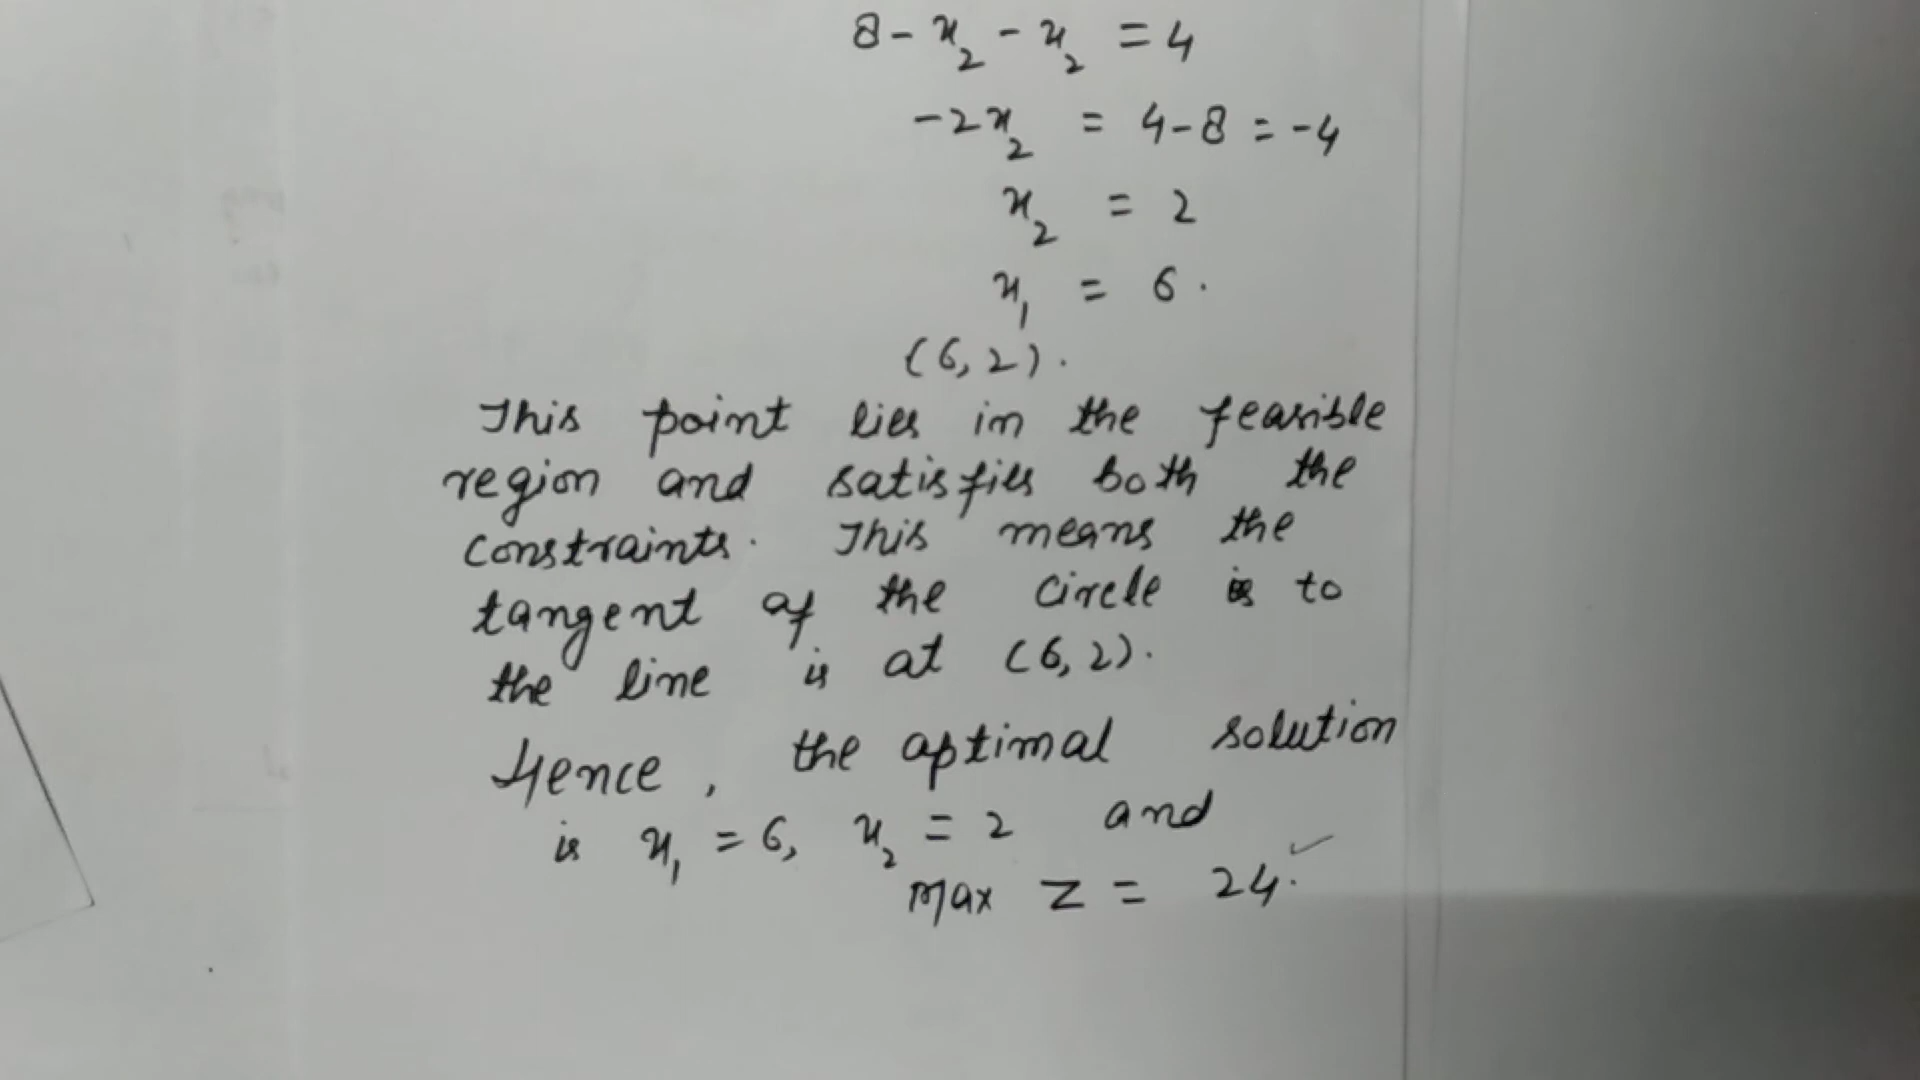 8 - x₂ - x₂ = 4
-2x₂ = 4-8 = -4
x₂ = 2
x₁ = 6.
(6,2).
This point lies in the feasible
region and satisfies both the
constraints. This means the
tangent of the circle is to
the line is at (6,2).
Hence, the optimal solution
is x₁ = 6, x₂ = 2 and
Max Z = 24.